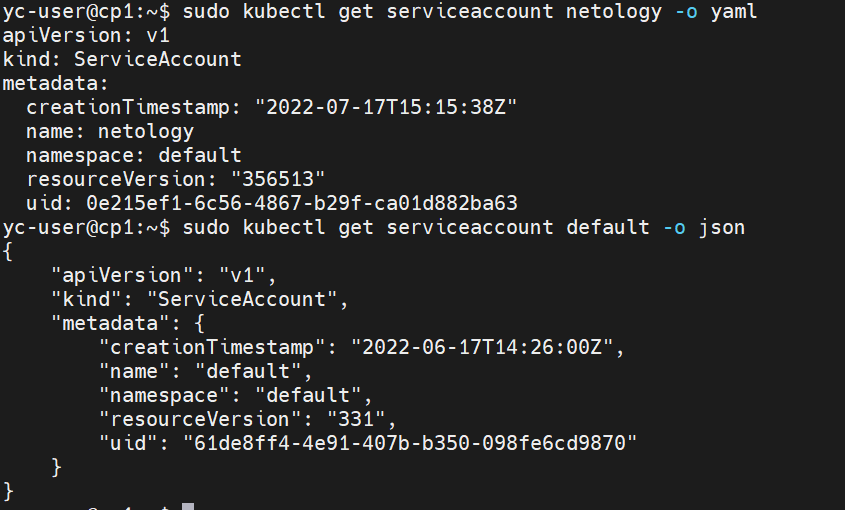 yc-user@cp1:~$ sudo kubectl get serviceaccount netology -o yaml
apiVersion: v1
kind: ServiceAccount
metadata:
  creationTimestamp: "2022-07-17T15:15:38Z"
  name: netology
  namespace: default
  resourceVersion: "356513"
  uid: 0e215ef1-6c56-4867-b29f-ca01d882ba63
yc-user@cp1:~$ sudo kubectl get serviceaccount default -o json
{
    "apiVersion": "v1",
    "kind": "ServiceAccount",
    "metadata": {
        "creationTimestamp": "2022-06-17T14:26:00Z",
        "name": "default",
        "namespace": "default",
        "resourceVersion": "331",
        "uid": "61de8ff4-4e91-407b-b350-098fe6cd9870"
    }
}